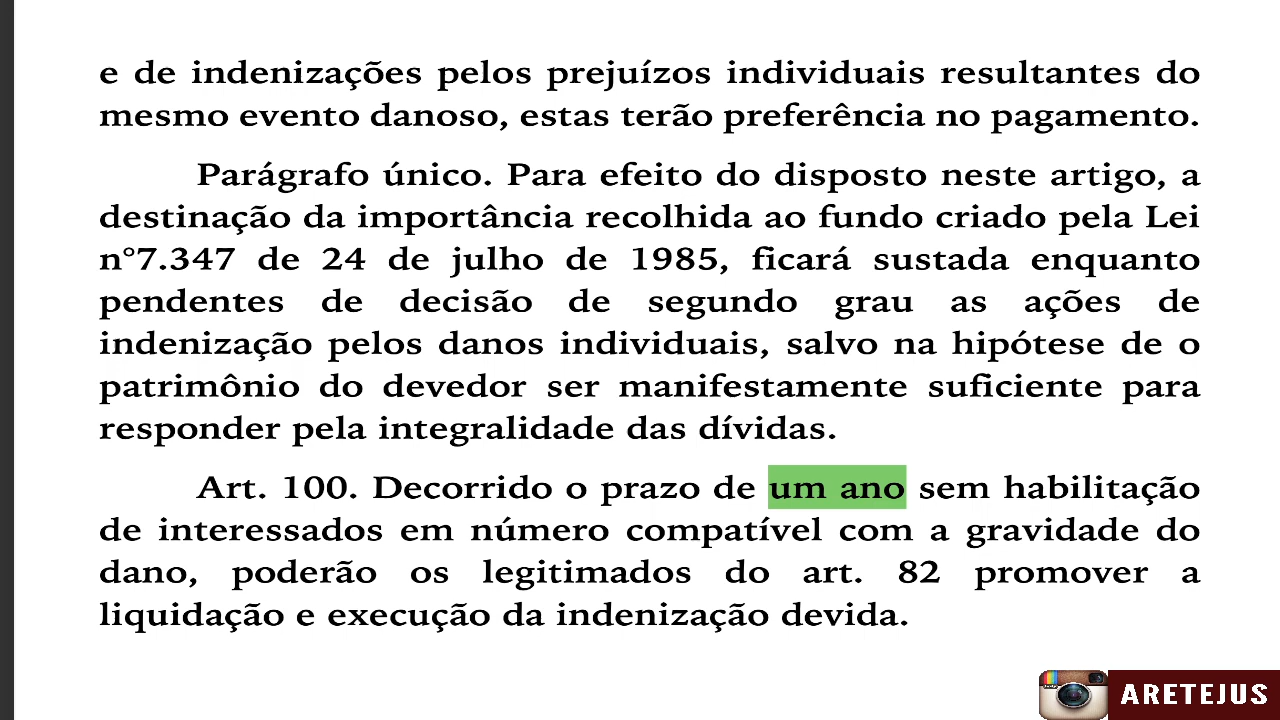 e de indenizações pelos prejuízos individuais resultantes do
mesmo evento danoso, estas terão preferência no pagamento.
Parágrafo único. Para efeito do disposto neste artigo, a
destinação da importância recolhida ao fundo criado pela Lei
n°7.347 de 24 de julho de 1985, ficará sustada enquanto
pendentes de decisão de segundo grau as ações de
indenização pelos danos individuais, salvo na hipótese de o
patrimônio do devedor ser manifestamente suficiente para
responder pela integralidade das dívidas.
Art. 100. Decorrido o prazo de um ano sem habilitação
de interessados em número compatível com a gravidade do
dano, poderão os legitimados do art. 82 promover a
liquidação e execução da indenização devida.
ARETEJUS